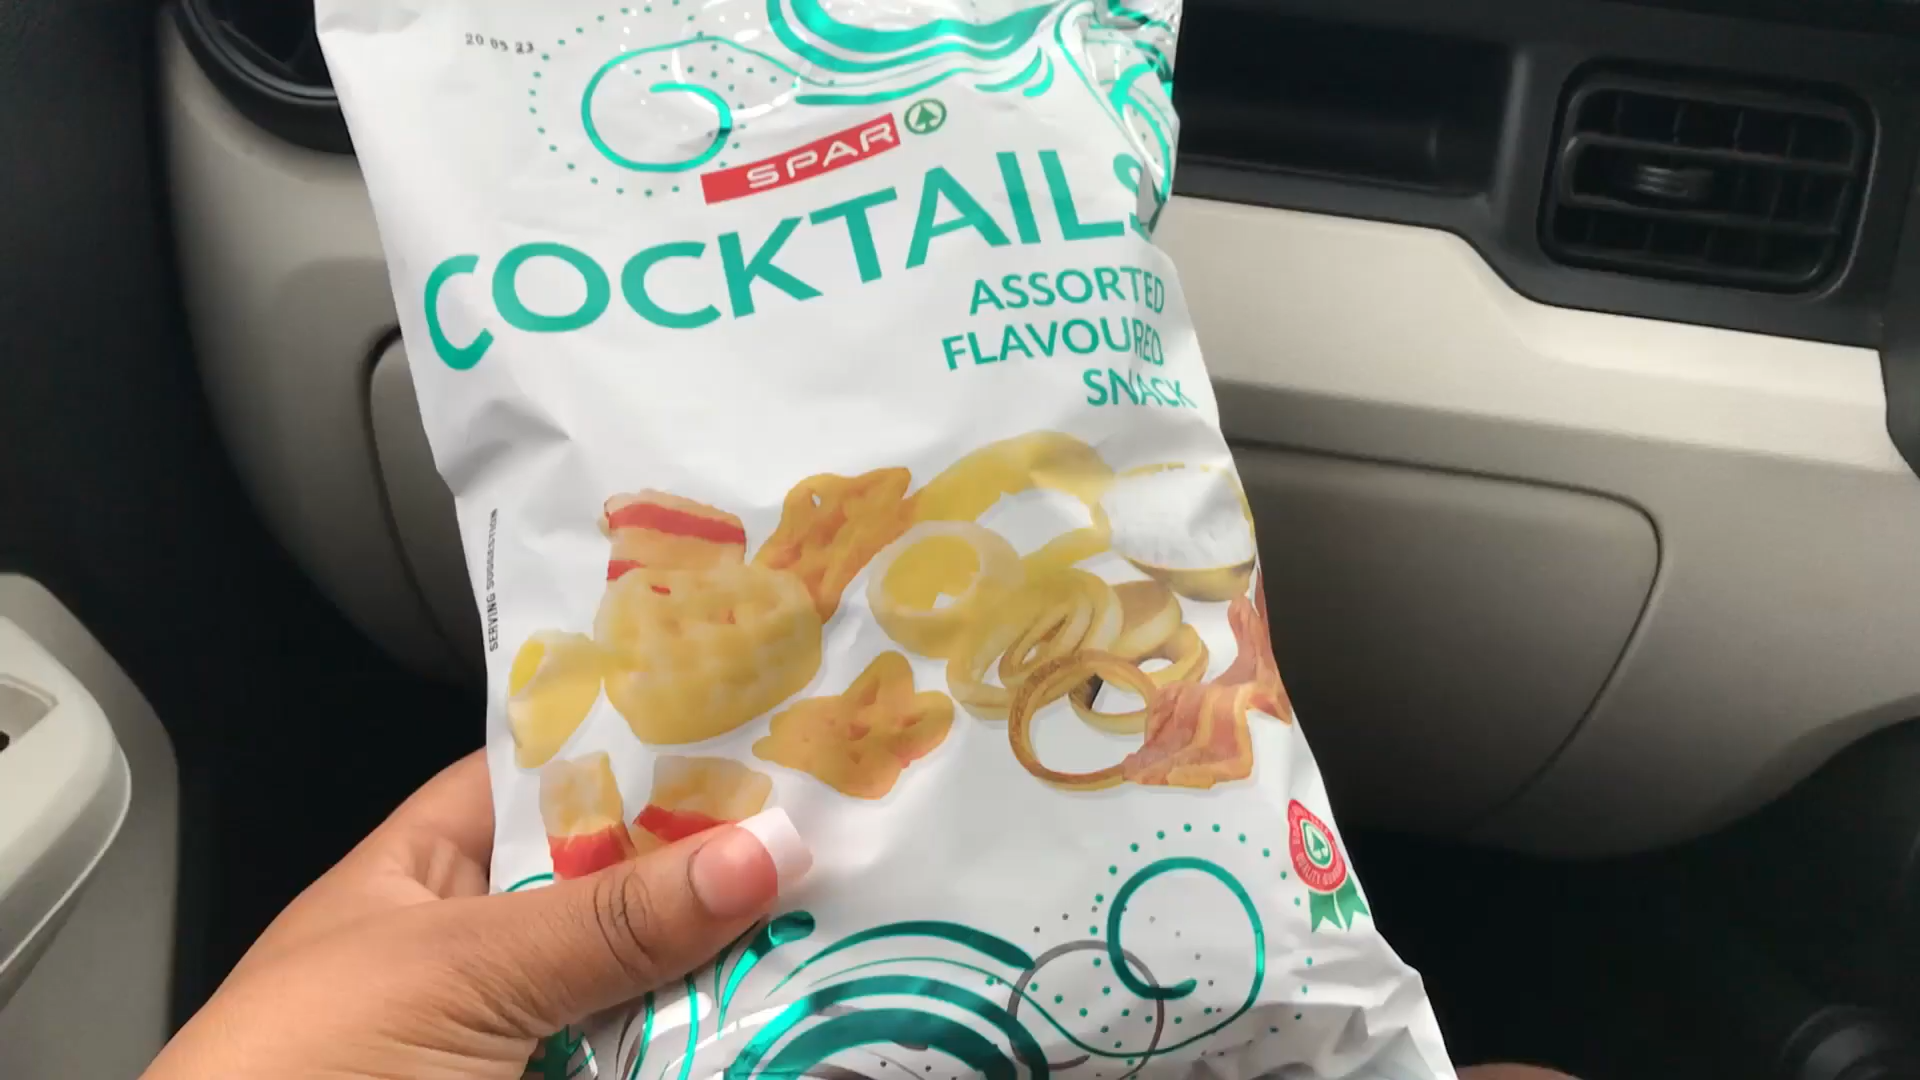 20 05 23
SPAR
COCKTAILS
ASSORTED
FLAVOURED
SNACK
SERVING SUGGESTION